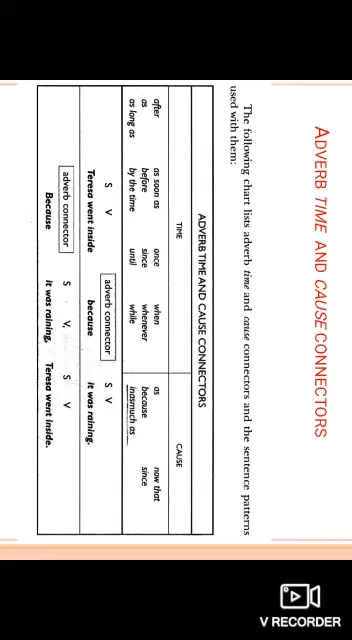 ADVERB TIME AND CAUSE CONNECTORS
The following chart lists adverb time and cause connectors and the sentence patterns
used with them:
ADVERB TIME AND CAUSE CONNECTORS
TIME CAUSE
after as soon as once when as now that
as before since whenever because since
as long as by the time until while inasmuch as
S V adverb connector S V
Teresa went inside because it was raining.
adverb connector S V, S V
Because it was raining, Teresa went inside.
V RECORDER